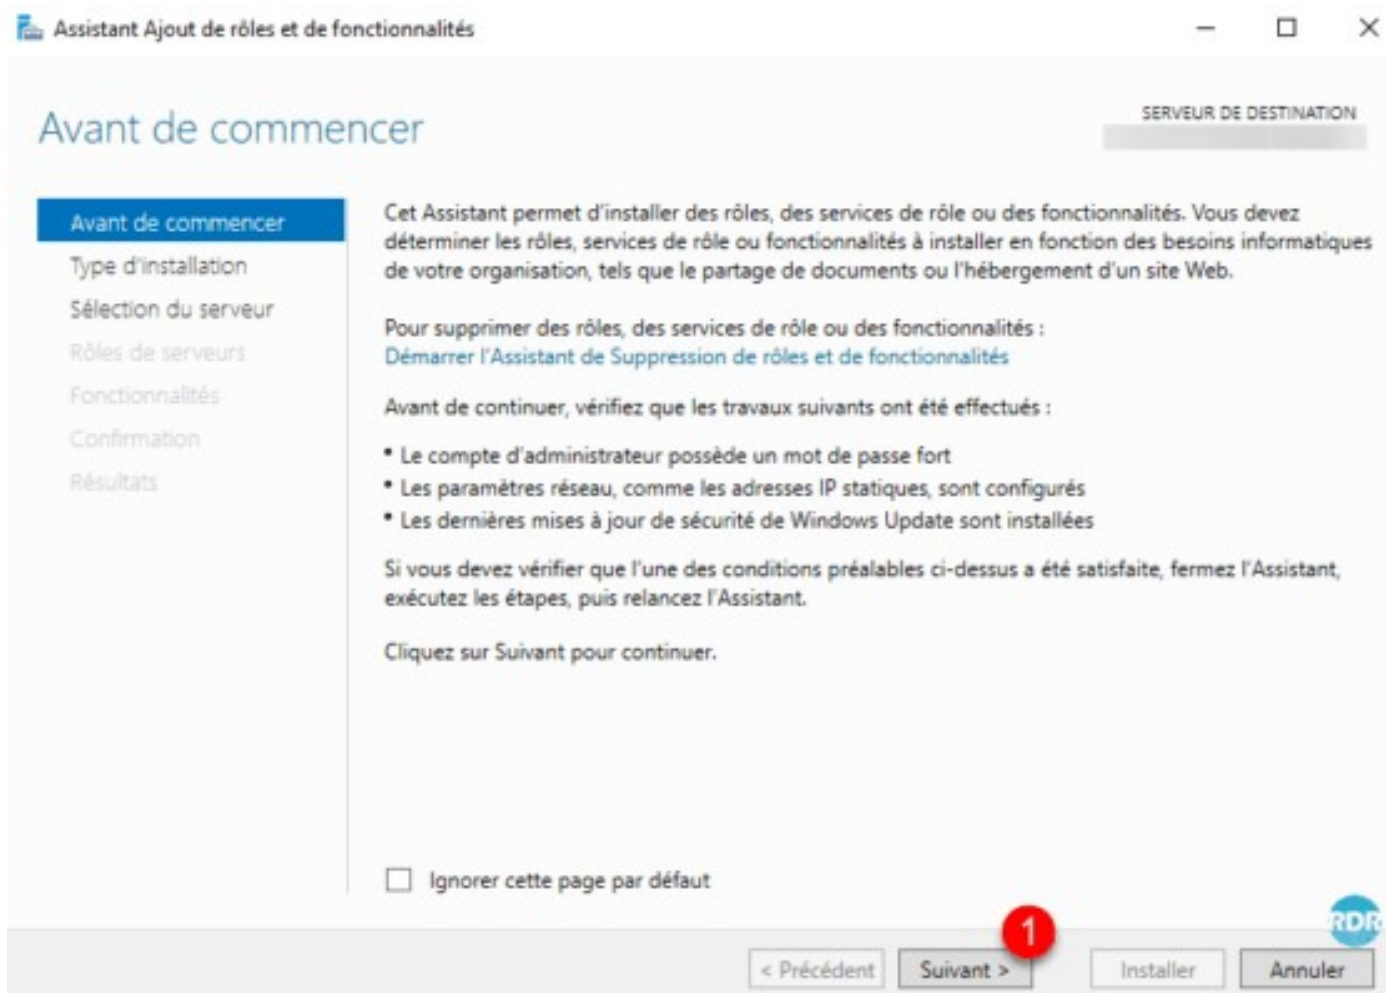 Assistant Ajout de rôles et de fonctionnalités
Avant de commencer
SERVEUR DE DESTINATION
Avant de commencer
Type d'installation
Sélection du serveur
Rôles de serveurs
Fonctionnalités
Confirmation
Résultats
Cet Assistant permet d'installer des rôles, des services de rôle ou des fonctionnalités. Vous devez
déterminer les rôles, services de rôle ou fonctionnalités à installer en fonction des besoins informatiques
de votre organisation, tels que le partage de documents ou l'hébergement d'un site Web.
Pour supprimer des rôles, des services de rôle ou des fonctionnalités :
Démarrer l'Assistant de Suppression de rôles et de fonctionnalités
Avant de continuer, vérifiez que les travaux suivants ont été effectués :
• Le compte d'administrateur possède un mot de passe fort
• Les paramètres réseau, comme les adresses IP statiques, sont configurés
• Les dernières mises à jour de sécurité de Windows Update sont installées
Si vous devez vérifier que l'une des conditions préalables ci-dessus a été satisfaite, fermez l'Assistant,
exécutez les étapes, puis relancez l'Assistant.
Cliquez sur Suivant pour continuer.
Ignorer cette page par défaut
1
RDR
< Précédent Suivant > Installer Annuler